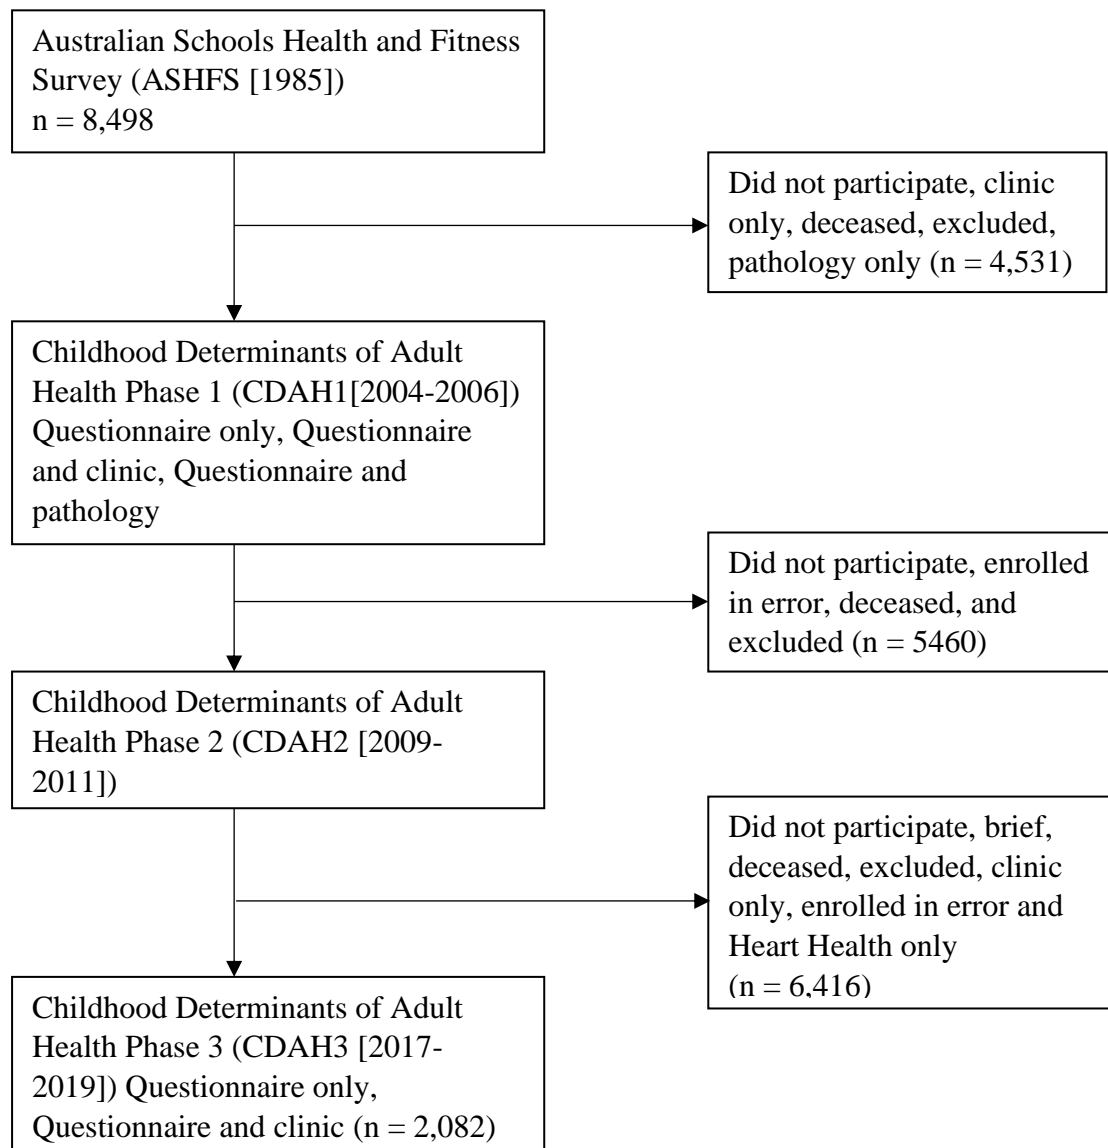 Australian Schools Health and Fitness
Survey (ASHFS [1985])
n = 8,498
Did not participate, clinic
only, deceased, excluded,
pathology only (n = 4,531)
Childhood Determinants of Adult
Health Phase 1 (CDAH1[2004-2006])
Questionnaire only, Questionnaire
and clinic, Questionnaire and
pathology
Did not participate, enrolled
in error, deceased, and
excluded (n = 5460)
Childhood Determinants of Adult
Health Phase 2 (CDAH2 [2009-
2011])
Did not participate, brief,
deceased, excluded, clinic
only, enrolled in error and
Heart Health only
(n = 6,416)
Childhood Determinants of Adult
Health Phase 3 (CDAH3 [2017-
2019]) Questionnaire only,
Questionnaire and clinic (n = 2,082)